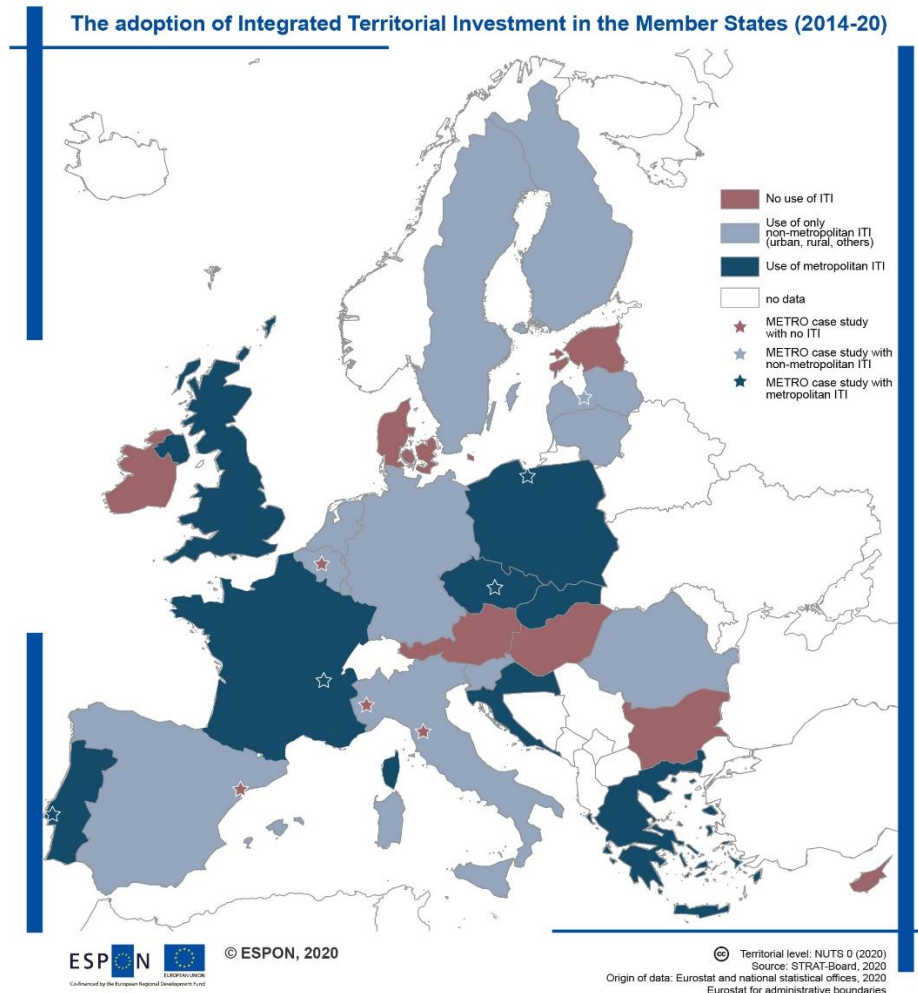 The adoption of Integrated Territorial Investment in the Member States (2014-20)
No use of ITI
Use of only
non-metropolitan ITI
(urban, rural, others)
Use of metropolitan ITI
no data
METRO case study
with no ITI
METRO case study with
non-metropolitan ITI
METRO case study with
metropolitan ITI
ESPON
EUROPEAN UNION
Co-financed by the European Regional Development Fund
© ESPON, 2020
cc Territorial level: NUTS 0 (2020)
Source: STRAT-Board, 2020
Origin of data: Eurostat and national statistical offices, 2020
Eurostat for administrative boundaries